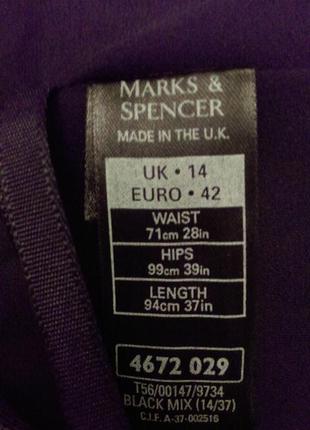 MARKS &
SPENCER
MADE IN THE U.K.
UK • 14
EURO • 42
WAIST
71cm 28in
HIPS
99cm 39in
LENGTH
94cm 37in
4672 029
T56/00147/9734
BLACK MIX (14/37)
C.I.F. A-37-002516